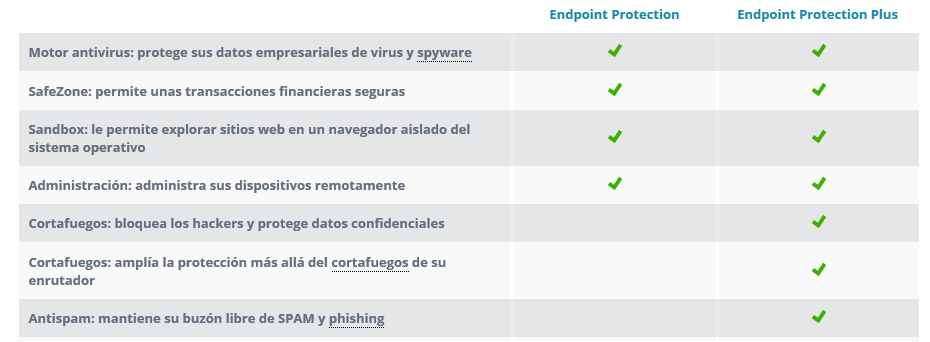 Endpoint Protection Endpoint Protection Plus
Motor antivirus: protege sus datos empresariales de virus y spyware
SafeZone: permite unas transacciones financieras seguras
Sandbox: le permite explorar sitios web en un navegador aislado del
sistema operativo
Administración: administra sus dispositivos remotamente
Cortafuegos: bloquea los hackers y protege datos confidenciales
Cortafuegos: amplía la protección más allá del cortafuegos de su
enrutador
Antispam: mantiene su buzón libre de SPAM y phishing